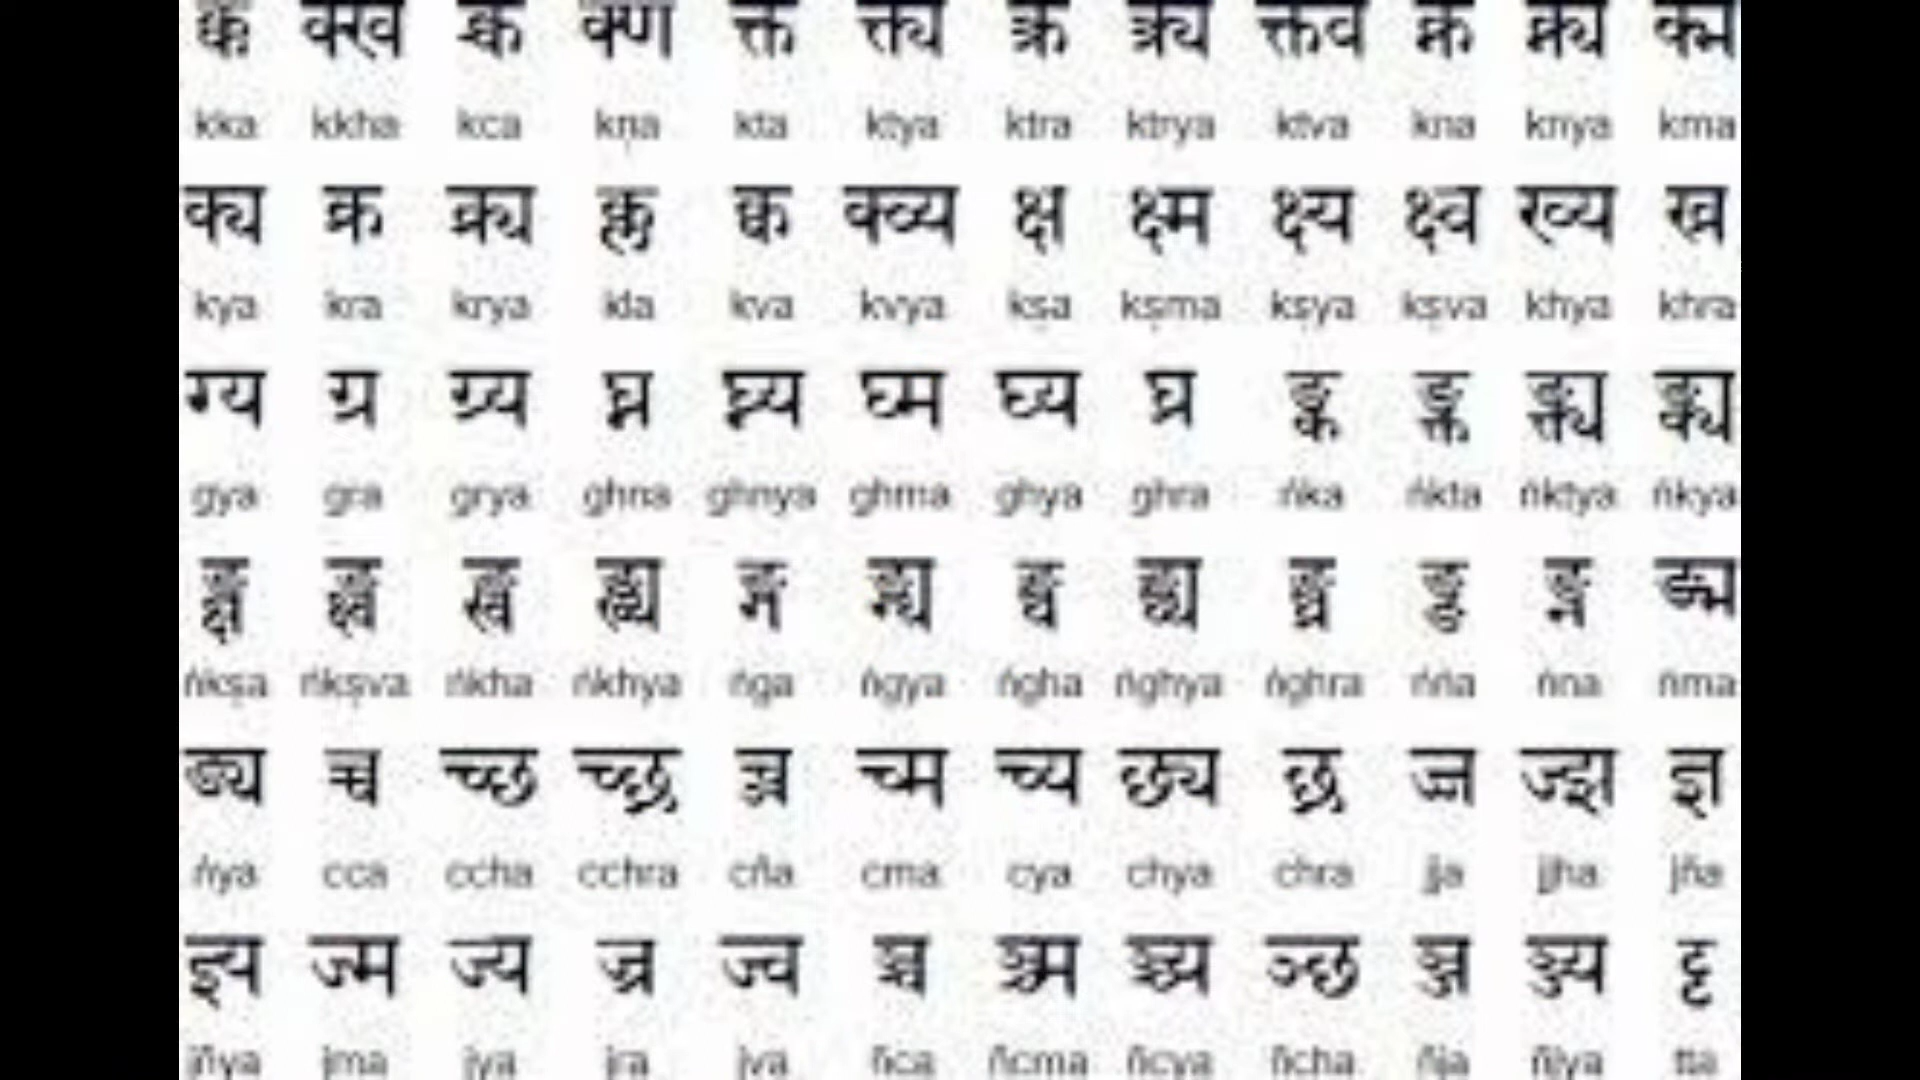 क्क क्ख क्च क्ण क्त क्त्य क्त्र क्त्र्य क्त्व क्न क्न्य क्म
kka kkha kca kṇa kta ktya ktra ktrya ktva kna knya kma
क्य क्र क्र्य क्ल क्व क्व्य क्ष क्ष्म क्ष्य क्ष्व ख्य ख्र
kya kra krya kla kva kvya kṣa kṣma kṣya kṣva khya khra
ग्य ग्र ग्र्य घ्न घ्न्य घ्म घ्य घ्र ङ्क ङ्क्त ङ्क्त्य ङ्क्य
gya gra grya ghna ghnya ghma ghya ghra ṅka ṅkta ṅktya ṅkya
ङ्क्ष ङ्क्ष्व ङ्ख ङ्ख्य ङ्ग ङ्ग्य ङ्घ ङ्घ्य ङ्घ्र ङ्ङ ङ्न ङ्म
ṅkṣa ṅkṣva ṅkha ṅkhya ṅga ṅgya ṅgha ṅghya ṅghra ṅṅa ṅna ṅma
ङ्य च्च च्छ च्छ्र च्ञ च्म च्य छ्य छ्र ज्ज ज्झ ज्ञ
ṅya cca ccha cchra cña cma cya chya chra jja jjha jña
ज्ञ्य ज्म ज्य ज्र ज्व ञ्च ञ्च्म ञ्च्य ञ्छ ञ्ज ञ्ज्य ट्ट
jñya jma jya jra jva ñca ñcma ñcya ñcha ñja ñjya ṭṭa